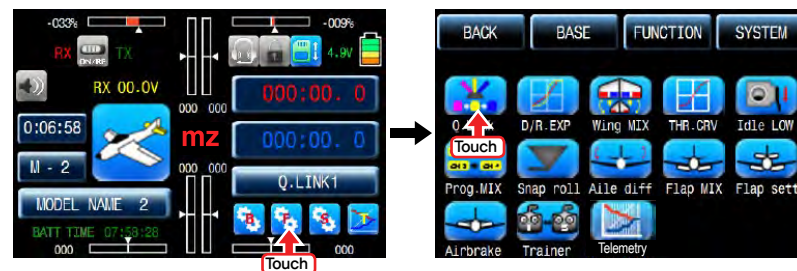 -033% -009%
RX ON/RF TX 4.9V
RX 00.0V
000 000 000:00. 0
0:06:58 mz 000:00. 0
M - 2 000 000
Q.LINK1
MODEL NAME 2
B F S T
BATT TIME 07:58:28
000 000
Touch
BACK BASE FUNCTION SYSTEM
D/R.EXP Wing MIX THR.CRV Idle LOW
Touch
Prog.MIX Snap roll Aile diff Flap MIX Flap sett
Airbrake Trainer Telemetry